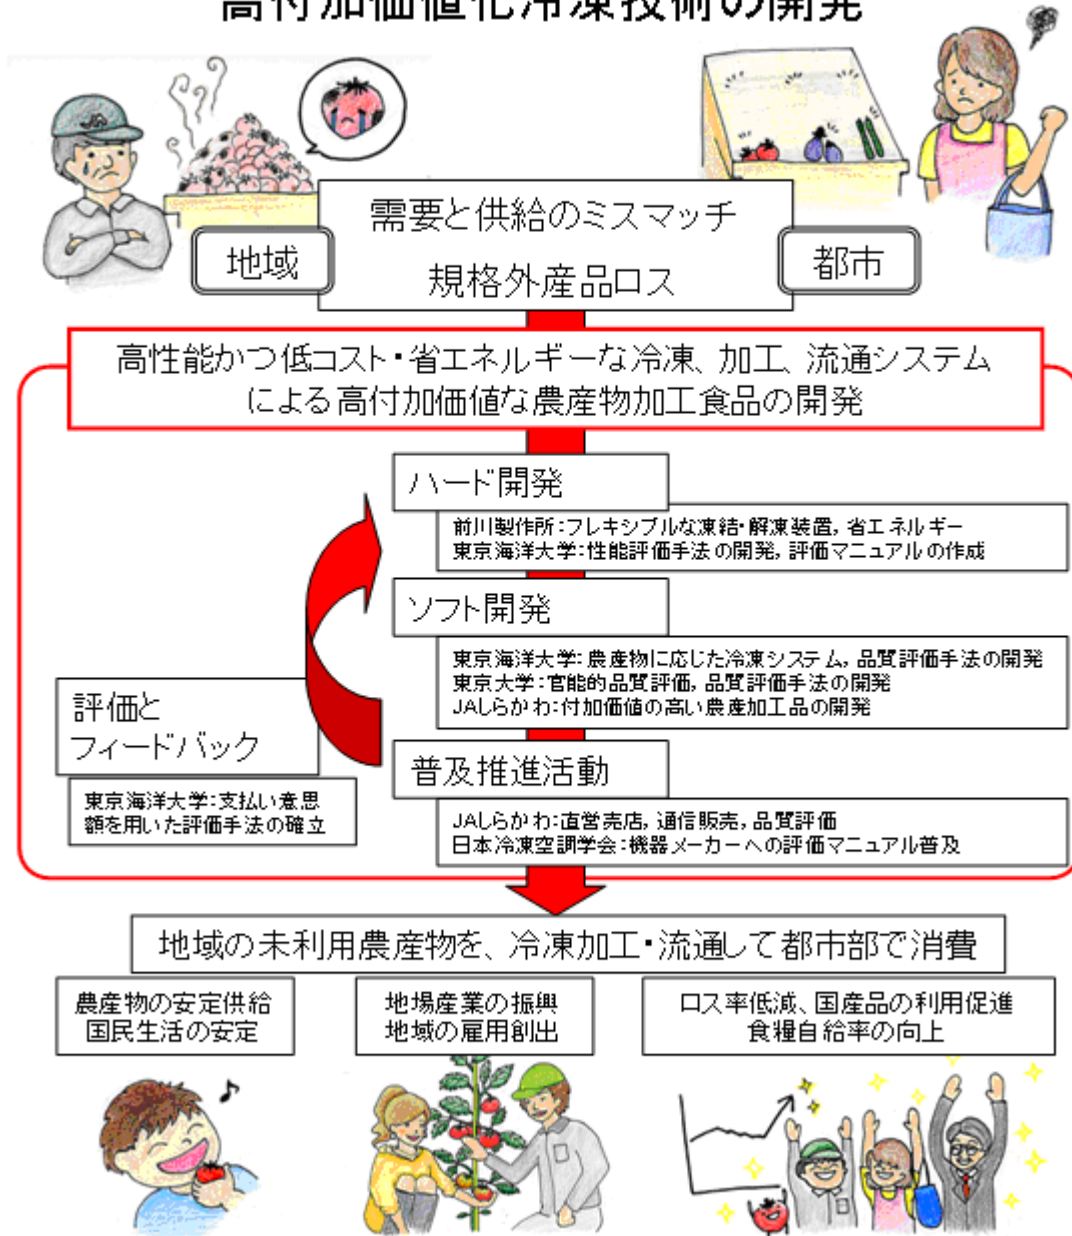 高付加価値化冷凍技術の開発
需要と供給のミスマッチ
規格外産品ロス
地域
都市
高性能かつ低コスト・省エネルギーな冷凍、加工、流通システム
による高付加価値な農産物加工食品の開発
ハード開発
前川製作所：フレキシブルな凍結・解凍装置，省エネルギー
東京海洋大学：性能評価手法の開発，評価マニュアルの作成
ソフト開発
東京海洋大学：農産物に応じた冷凍システム，品質評価手法の開発
東京大学：官能的品質評価，品質評価手法の開発
JAしらかわ：付加価値の高い農産加工品の開発
評価と
フィードバック
東京海洋大学：支払い意思
額を用いた評価手法の確立
普及推進活動
JAしらかわ：直営売店，通信販売，品質評価
日本冷凍空調学会：機器メーカーへの評価マニュアル普及
地域の未利用農産物を、冷凍加工・流通して都市部で消費
農産物の安定供給
国民生活の安定
地場産業の振興
地域の雇用創出
ロス率低減、国産品の利用促進
食糧自給率の向上